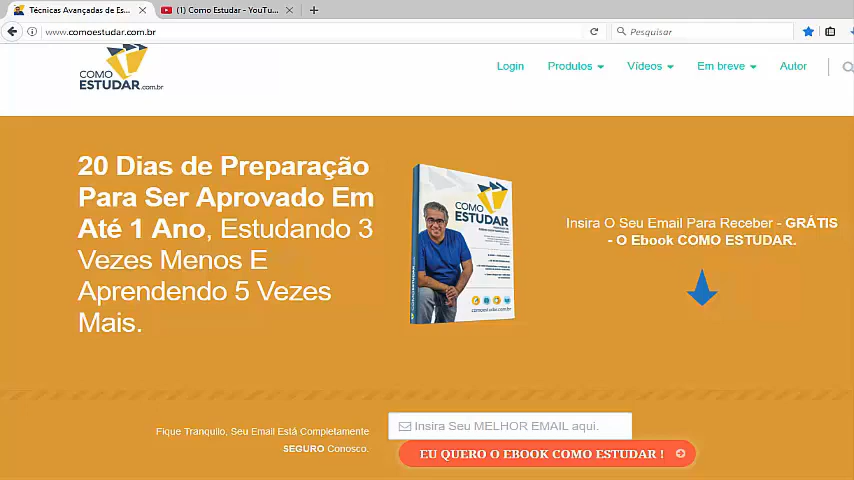 Técnicas Avançadas de Es...
(1) Como Estudar - YouTu...
www.comoestudar.com.br
Pesquisar
COMO
ESTUDAR.com.br
Login
Produtos
Vídeos
Em breve
Autor
20 Dias de Preparação
Para Ser Aprovado Em
Até 1 Ano, Estudando 3
Vezes Menos E
Aprendendo 5 Vezes
Mais.
COMO
ESTUDAR
comoestudar.com.br
Insira O Seu Email Para Receber - GRÁTIS
- O Ebook COMO ESTUDAR.
Fique Tranquilo, Seu Email Está Completamente
SEGURO Conosco.
Insira Seu MELHOR EMAIL aqui.
EU QUERO O EBOOK COMO ESTUDAR !